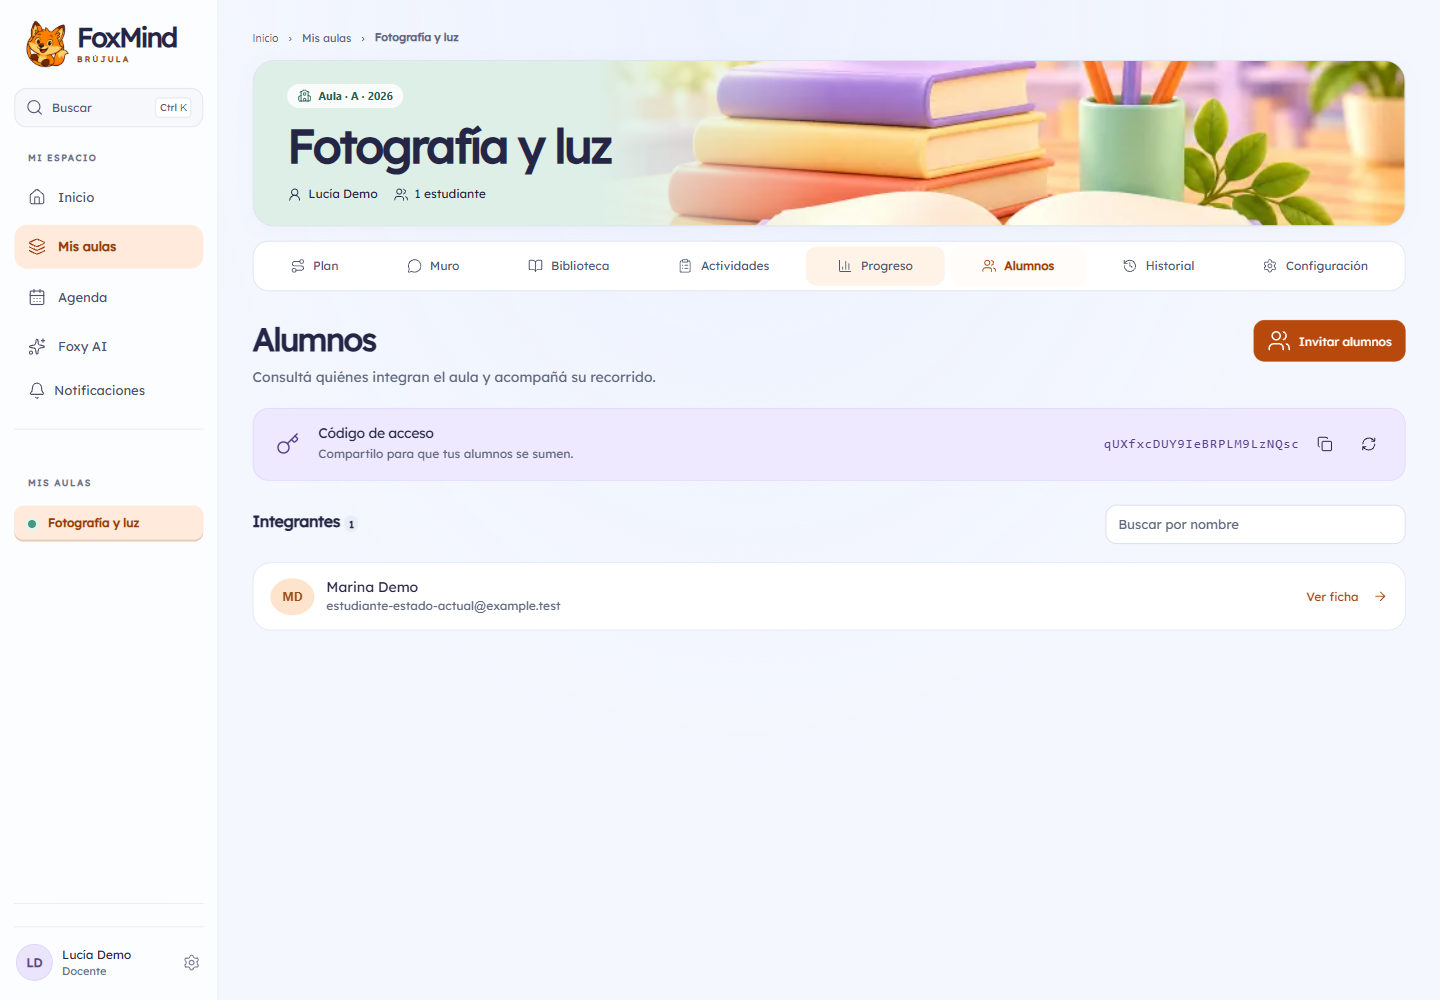 FoxMind
BRÚJULA
Buscar
Ctrl K
MI ESPACIO
Inicio
Mis aulas
Agenda
Foxy AI
Notificaciones
MIS AULAS
Fotografía y luz
LD
Lucía Demo
Docente
Inicio › Mis aulas › Fotografía y luz
Aula · A · 2026
Fotografía y luz
Lucía Demo
1 estudiante
Plan
Muro
Biblioteca
Actividades
Progreso
Alumnos
Historial
Configuración
Alumnos
Invitar alumnos
Consultá quiénes integran el aula y acompañá su recorrido.
Código de acceso
Compartilo para que tus alumnos se sumen.
qUXfxcDUY9IeBRPLM9LzNQsc
Integrantes 1
Buscar por nombre
MD
Marina Demo
estudiante-estado-actual@example.test
Ver ficha